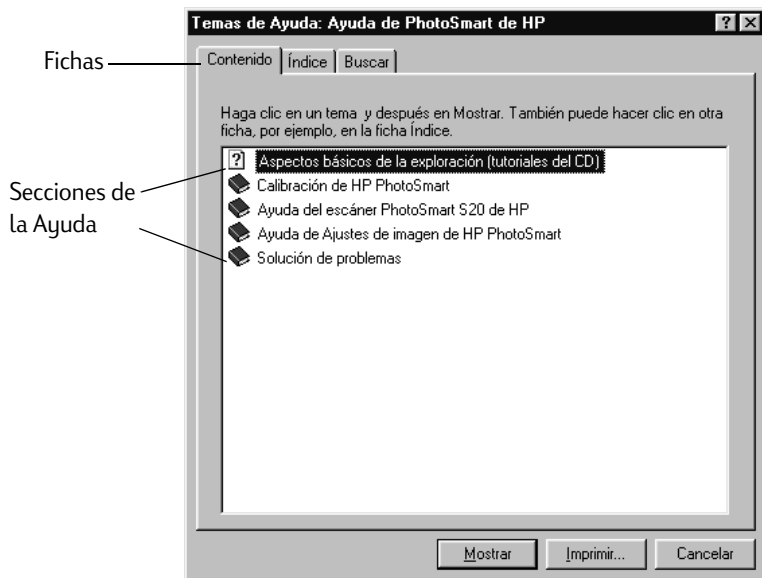 Temas de Ayuda: Ayuda de PhotoSmart de HP
Fichas
Contenido Índice Buscar
Haga clic en un tema y después en Mostrar. También puede hacer clic en otra
ficha, por ejemplo, en la ficha Índice.
Aspectos básicos de la exploración (tutoriales del CD)
Secciones de
la Ayuda
Calibración de HP PhotoSmart
Ayuda del escáner PhotoSmart S20 de HP
Ayuda de Ajustes de imagen de HP PhotoSmart
Solución de problemas
Mostrar Imprimir... Cancelar